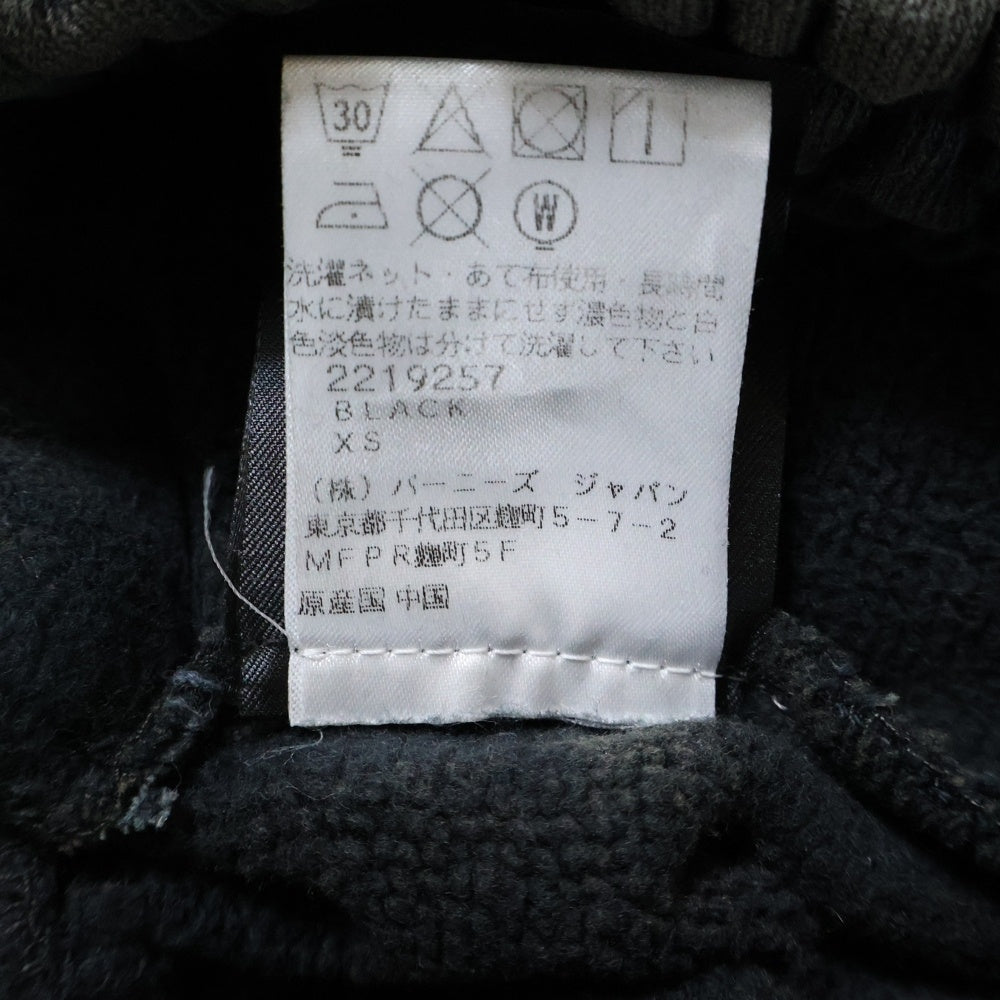 30
W
洗濯ネット・あて布使用・長時間
水に漬けたままにせず濃色物と白
色淡色物は分けて洗濯して下さい
2219257
BLACK
XS
(株)バーニーズ ジャパン
東京都千代田区麹町5-7-2
MFPR麹町5F
原産国 中国